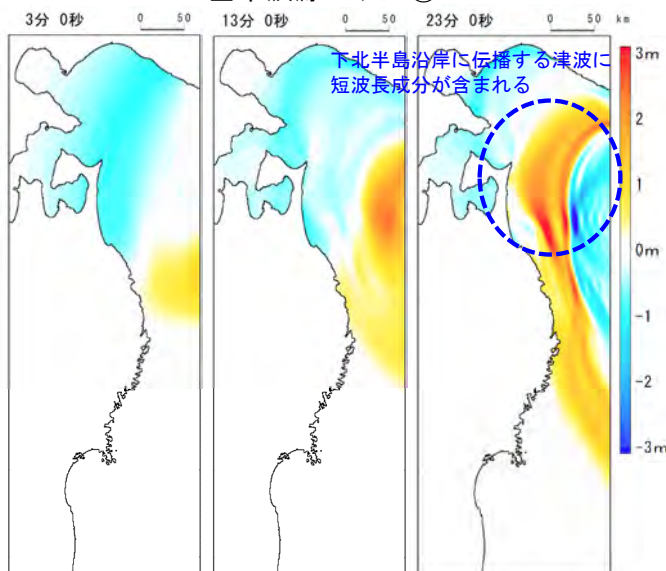 3分 0秒
0 50
13分 0秒
0 50
23分 0秒
0 50
km
下北半島沿岸に伝播する津波に
短波長成分が含まれる
3m
2
1
0m
-1
-2
-3m